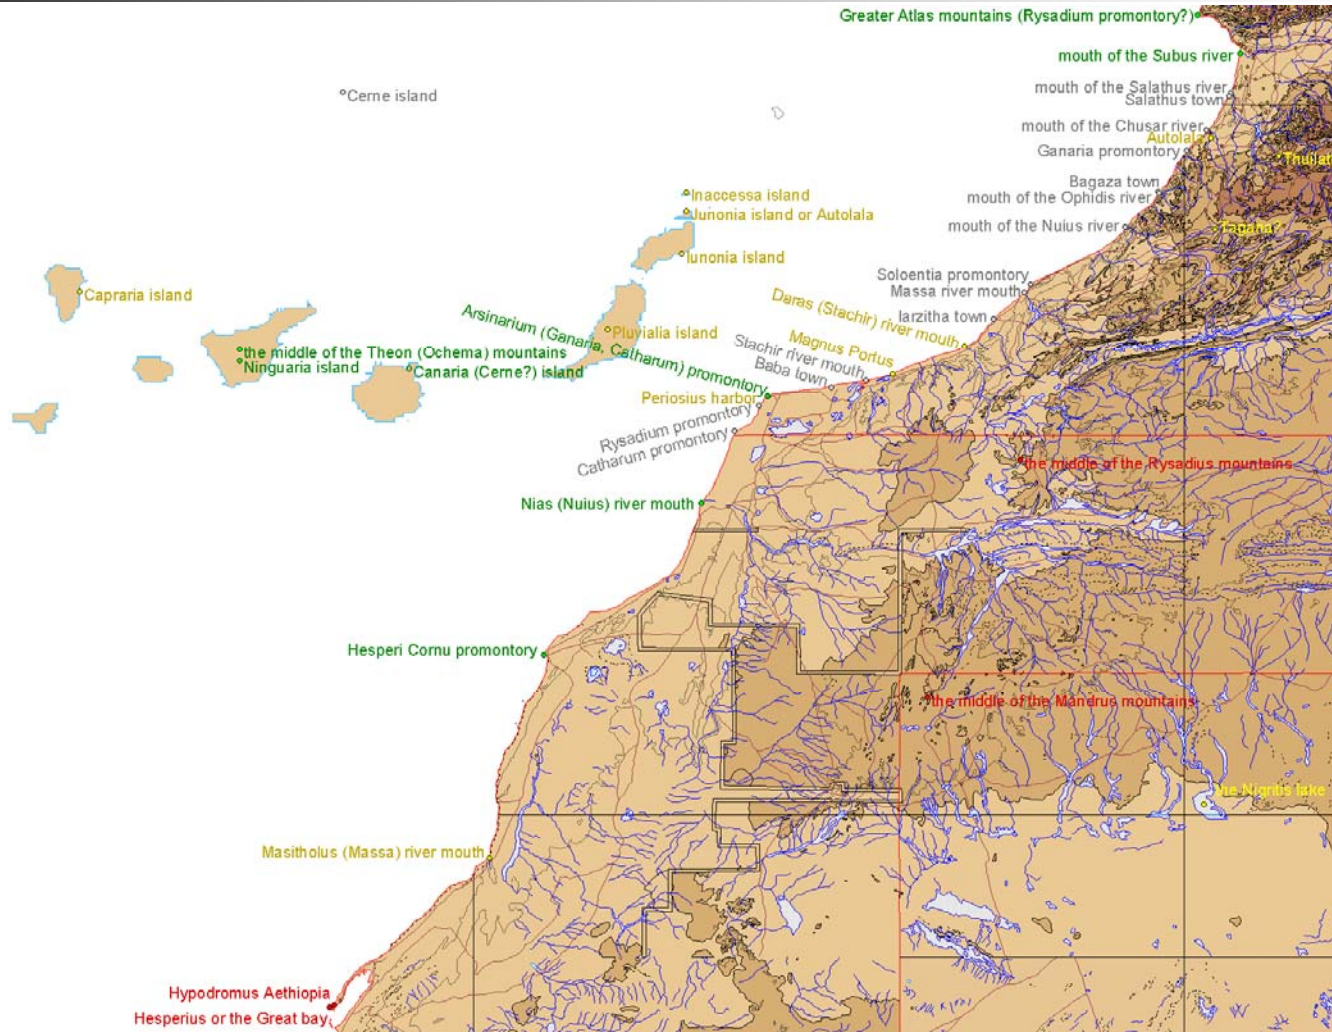 Greater Atlas mountains (Rysadium promontory?)
mouth of the Subus river
mouth of the Salathus river
Salathus town
Cerne island
mouth of the Chusar river
Autolala
Ganaria promontory
Bagaza town
mouth of the Ophidis river
Inaccessa island
Junonia island or Autolala
mouth of the Nuius river
Tagana?
Iunonia island
Soloentia promontory
Massa river mouth
Capraria island
Daras (Stachir) river mouth
Iarzitha town
Arsinarium (Ganaria, Catharum) promontory
Pluvialia island
Magnus Portus
Stachir river mouth
Baba town
the middle of the Theon (Ochema) mountains
Ninguaria island
Canaria (Cerne?) island
Periosius harbor
Rysadium promontory
Catharum promontory
the middle of the Rysadius mountains
Nias (Nuius) river mouth
Hesperi Cornu promontory
the middle of the Mandrus mountains
the Nigritis lake
Masitholus (Massa) river mouth
Hypodromus Aethiopia
Hesperius or the Great bay